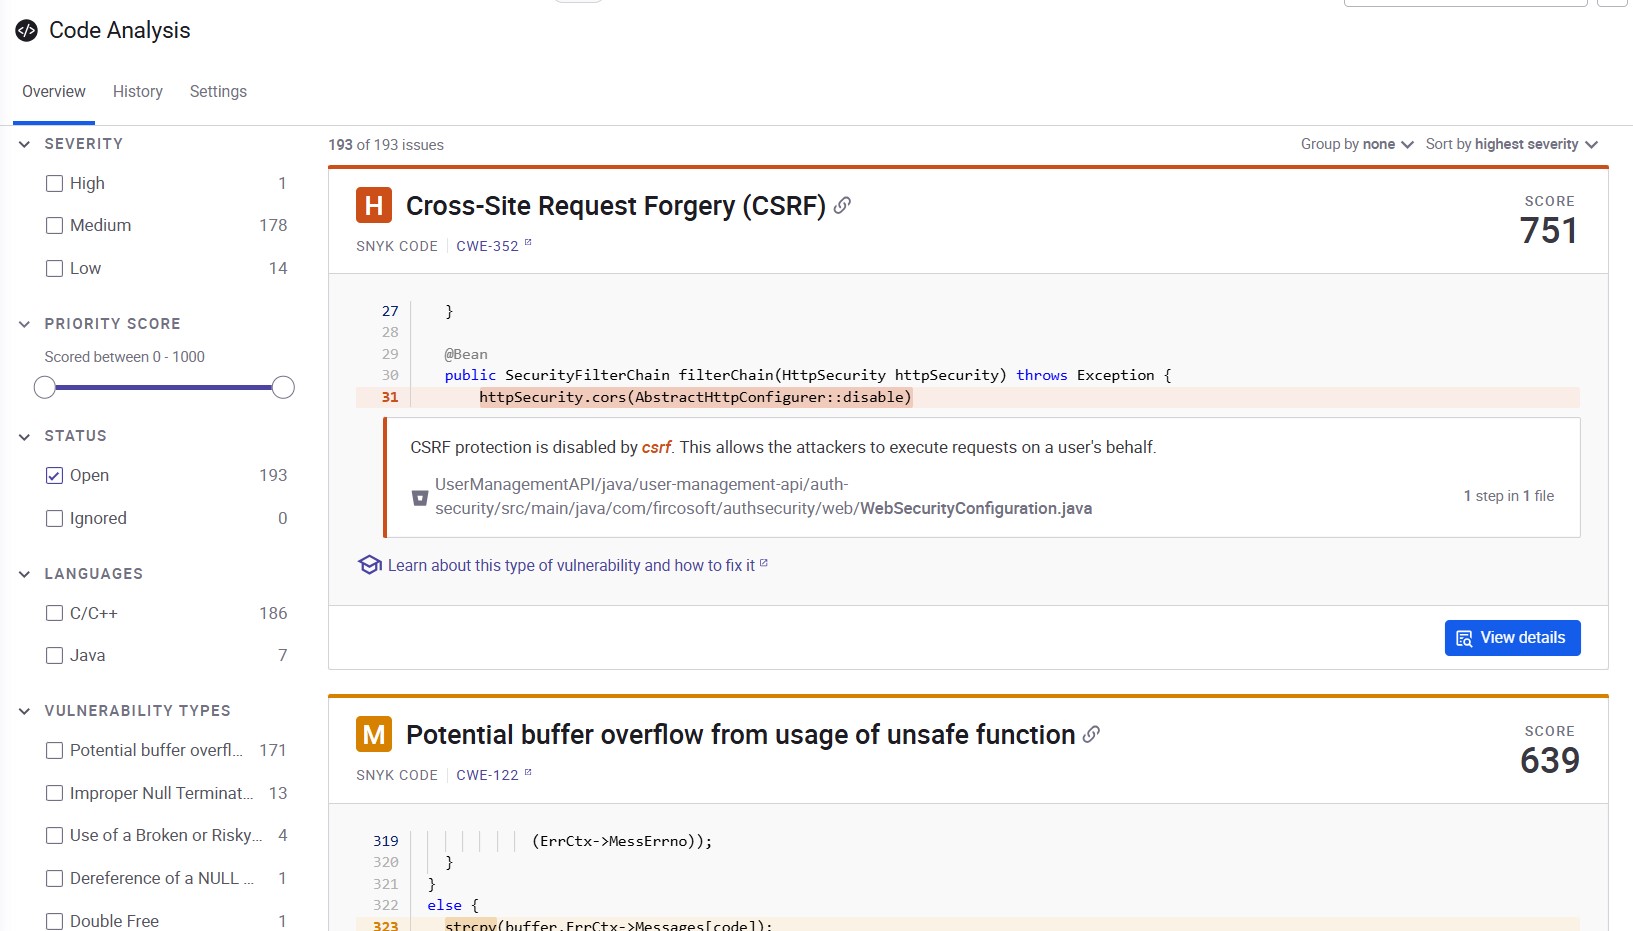 Code Analysis
Overview History Settings
SEVERITY
High 1
Medium 178
Low 14
PRIORITY SCORE
Scored between 0 - 1000
STATUS
Open 193
Ignored 0
LANGUAGES
C/C++ 186
Java 7
VULNERABILITY TYPES
Potential buffer overfl... 171
Improper Null Terminat... 13
Use of a Broken or Risky... 4
Dereference of a NULL ... 1
Double Free 1
193 of 193 issues
Group by none Sort by highest severity
H Cross-Site Request Forgery (CSRF)
SNYK CODE CWE-352
SCORE
751
27 }
28
29 @Bean
30 public SecurityFilterChain filterChain(HttpSecurity httpSecurity) throws Exception {
31 httpSecurity.cors(AbstractHttpConfigurer::disable)
CSRF protection is disabled by csrf. This allows the attackers to execute requests on a user's behalf.
UserManagementAPI/java/user-management-api/auth-
security/src/main/java/com/fircosoft/authsecurity/web/WebSecurityConfiguration.java
1 step in 1 file
Learn about this type of vulnerability and how to fix it
View details
M Potential buffer overflow from usage of unsafe function
SNYK CODE CWE-122
SCORE
639
319 (ErrCtx->MessErrno));
320 }
321 }
322 else {
323 strcpy(buffer,ErrCtx->Messages[code]);